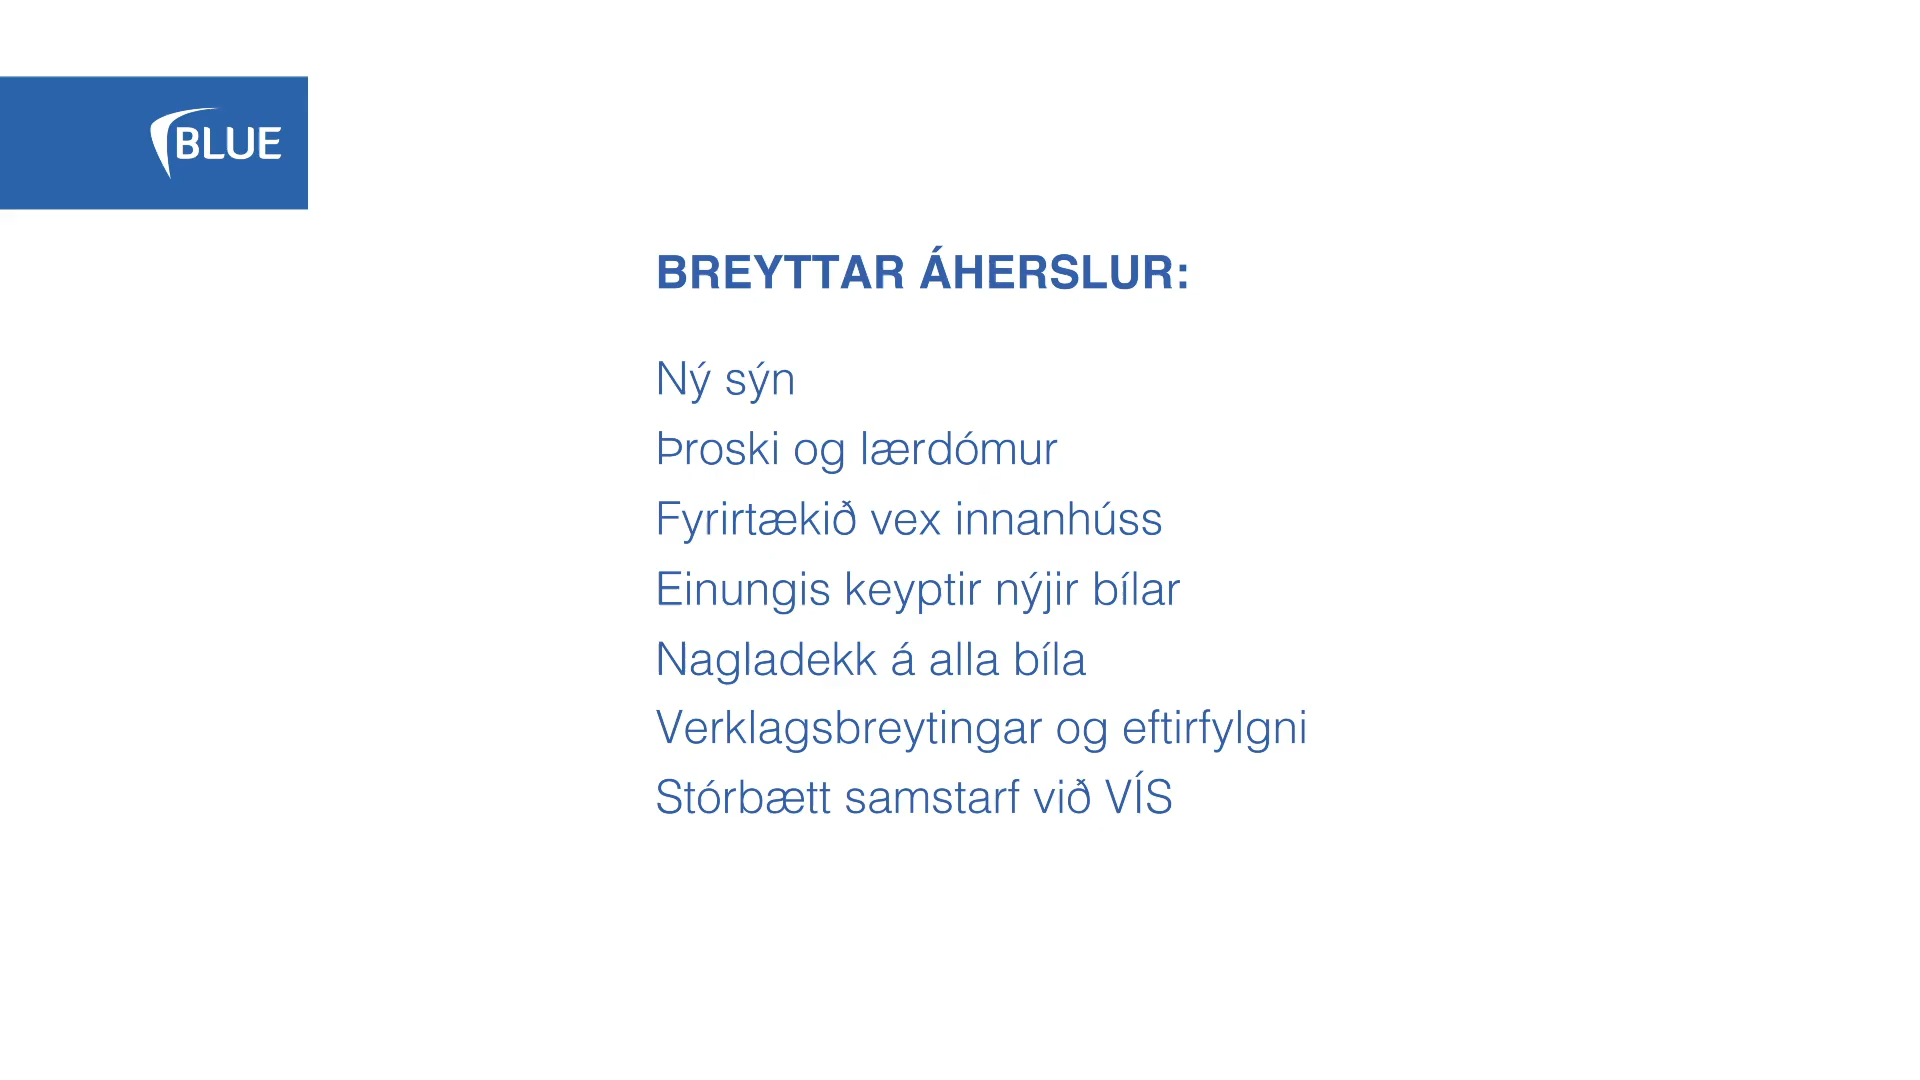 BLUE
BREYTTAR ÁHERSLUR:
Ný sýn
Þroski og lærdómur
Fyrirtækið vex innanhúss
Einungis keyptir nýjir bílar
Nagladekk á alla bíla
Verklagsbreytingar og eftirfylgni
Stórbætt samstarf við VÍS